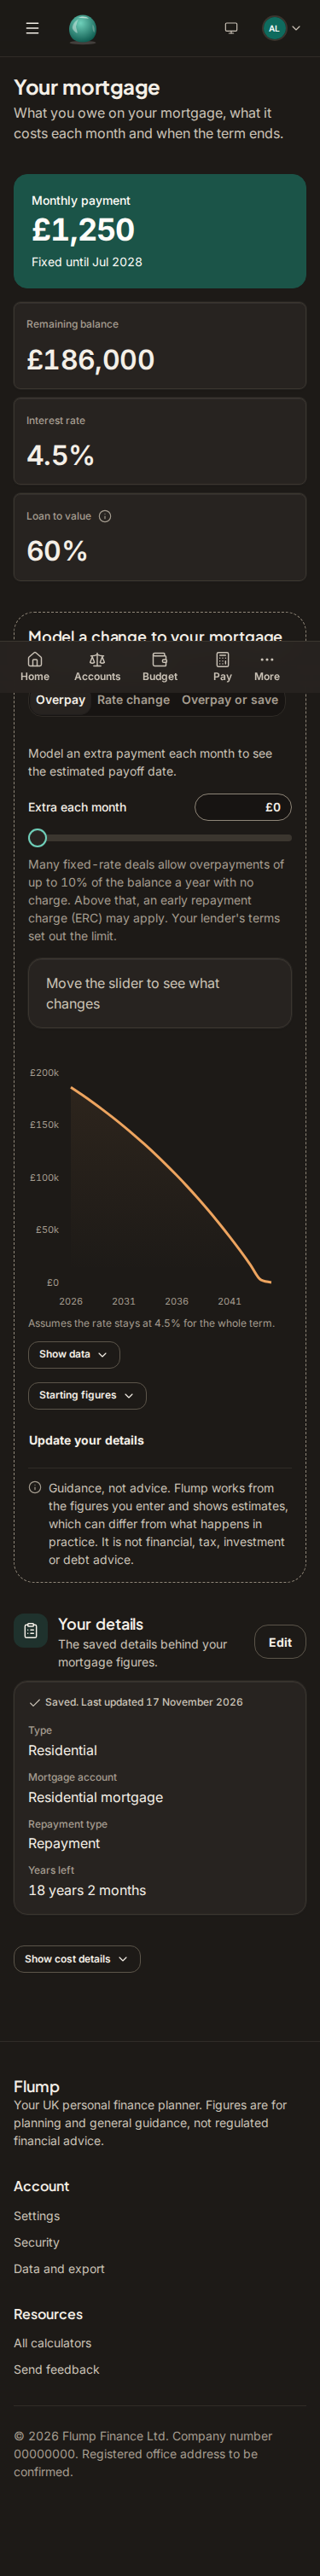 AL
Your mortgage
What you owe on your mortgage, what it
costs each month and when the term ends.
Monthly payment
£1,250
Fixed until Jul 2028
Remaining balance
£186,000
Interest rate
4.5%
Loan to value
60%
Model a change to your mortgage
Home Accounts Budget Pay More
Overpay Rate change Overpay or save
Model an extra payment each month to see
the estimated payoff date.
Extra each month £0
Many fixed-rate deals allow overpayments of
up to 10% of the balance a year with no
charge. Above that, an early repayment
charge (ERC) may apply. Your lender's terms
set out the limit.
Move the slider to see what
changes
£200k
£150k
£100k
£50k
£0
2026 2031 2036 2041
Assumes the rate stays at 4.5% for the whole term.
Show data
Starting figures
Update your details
Guidance, not advice. Flump works from
the figures you enter and shows estimates,
which can differ from what happens in
practice. It is not financial, tax, investment
or debt advice.
Your details
The saved details behind your
mortgage figures.
Edit
Saved. Last updated 17 November 2026
Type
Residential
Mortgage account
Residential mortgage
Repayment type
Repayment
Years left
18 years 2 months
Show cost details
Flump
Your UK personal finance planner. Figures are for
planning and general guidance, not regulated
financial advice.
Account
Settings
Security
Data and export
Resources
All calculators
Send feedback
© 2026 Flump Finance Ltd. Company number
00000000. Registered office address to be
confirmed.